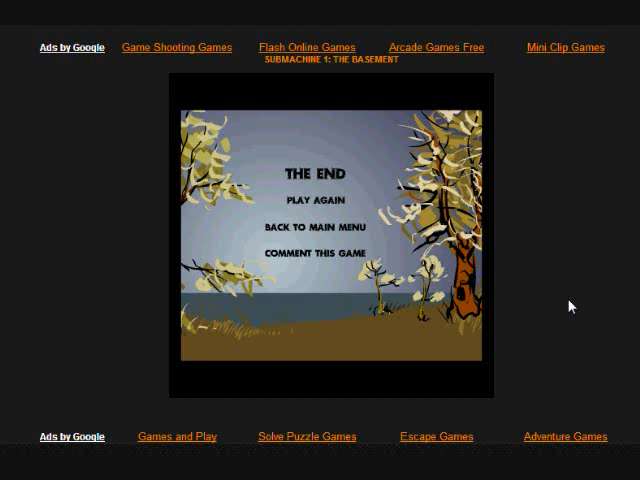 Ads by Google Game Shooting Games Flash Online Games Arcade Games Free Mini Clip Games
SUBMACHINE 1: THE BASEMENT
THE END
PLAY AGAIN
BACK TO MAIN MENU
COMMENT THIS GAME
Ads by Google Games and Play Solve Puzzle Games Escape Games Adventure Games